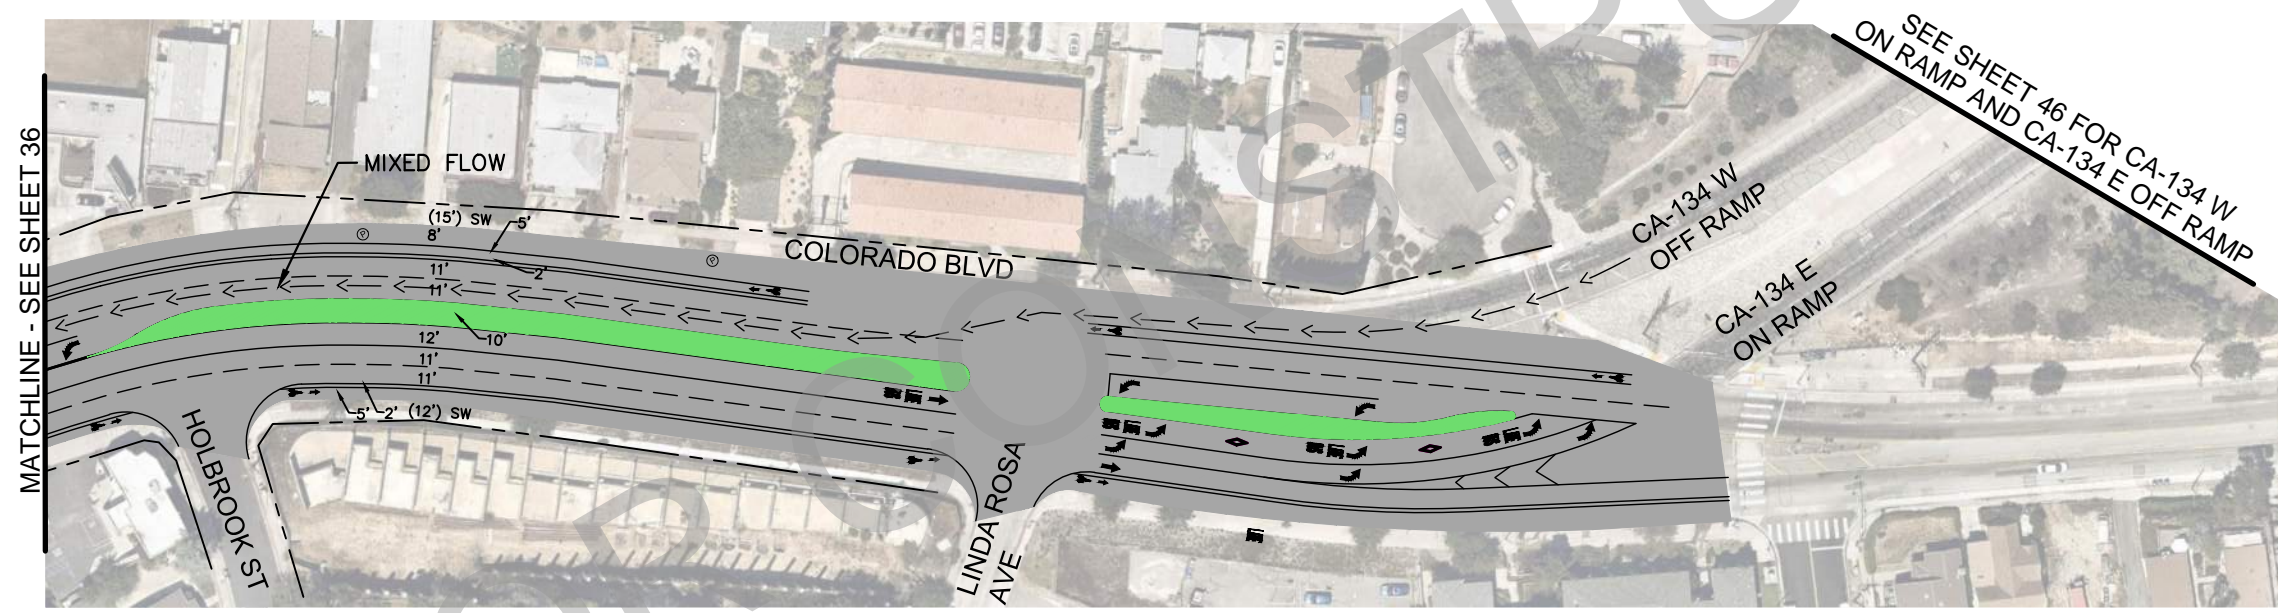 SEE SHEET 46 FOR CA-134 W
ON RAMP AND CA-134 E OFF RAMP
MATCHLINE - SEE SHEET 36
MIXED FLOW
(15') SW
5'
8'
2'
11'
11'
10'
12'
11'
11'
5'
2'
(12') SW
COLORADO BLVD
CA-134 W
OFF RAMP
CA-134 E
ON RAMP
HOLBROOK ST
LINDA ROSA
AVE
OR CONSTRU